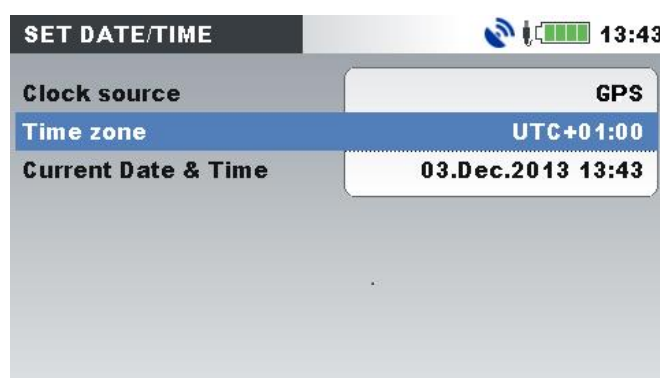 SET DATE/TIME 13:43
Clock source GPS
Time zone UTC+01:00
Current Date & Time 03.Dec.2013 13:43